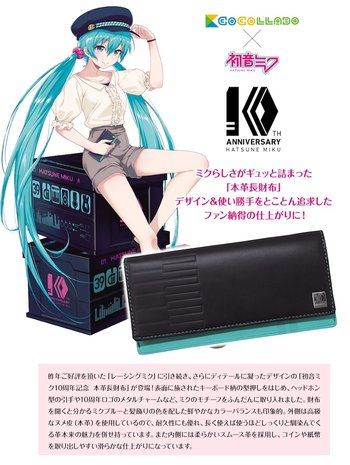 GOCOLLABO
×
初音ミク
HATSUNE MIKU
10TH
ANNIVERSARY
HATSUNE MIKU
ミクらしさがギュッと詰まった
「本革長財布」
デザイン&使い勝手をとことん追求した
ファン納得の仕上がりに!
39
01 HATSUNE MIKU
39
10
昨年ご好評を頂いた「レーシングミク」に引き続き、さらにディテールに凝ったデザインの「初音ミ
ク10周年記念 本革長財布」が登場!表面に施されたキーボード柄の型押しをはじめ、ヘッドホン
型の引手や10周年ロゴのメタルチャームなど、ミクのモチーフをふんだんに取り入れました。財布
を開くと分かるミクブルーと髪飾りの色を配した鮮やかなカラーバランスも印象的。外側は高級
なヌメ皮(本革)を使用しているので、耐久性にも優れ、長く使えば使うほどしっくりと馴染んでく
る革本来の魅力を併せ持っています。また内側には柔らかいスムース革を採用し、コインや紙幣
を取り出しやすい滑らかな仕上がりになっています。